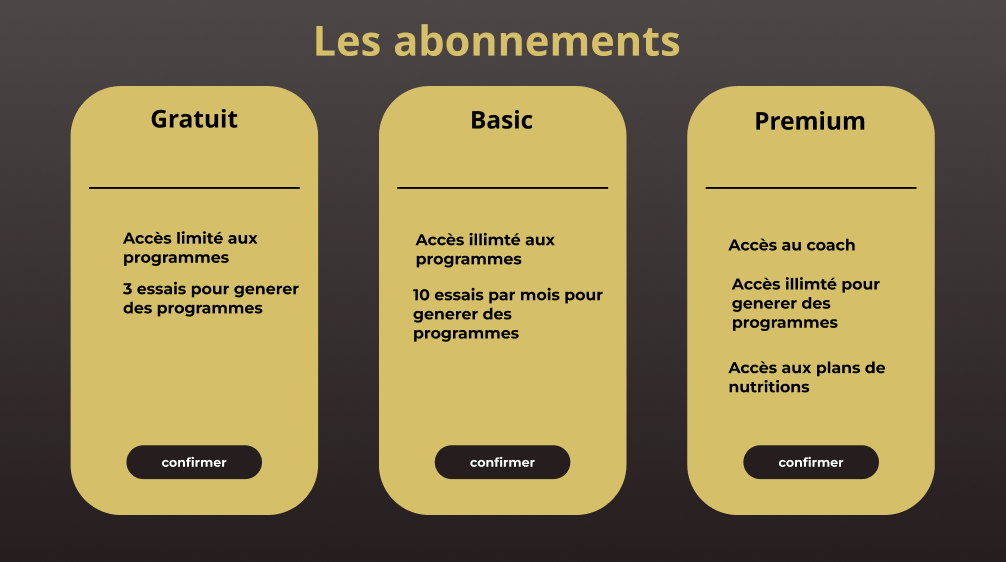 Les abonnements
Gratuit
Accès limité aux
programmes
3 essais pour generer
des programmes
confirmer
Basic
Accès illimté aux
programmes
10 essais par mois pour
generer des
programmes
confirmer
Premium
Accès au coach
Accès illimté pour
generer des
programmes
Accès aux plans de
nutritions
confirmer